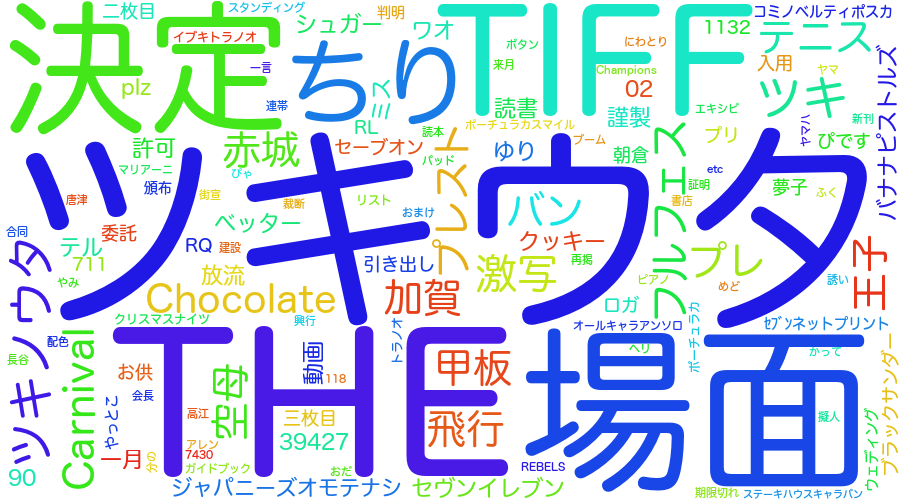 二枚目
スタンディング
判明
コミノベルティポスカ
決定
イブキトラノオ
シュガー
ワオ
TIFF
にわとり
1132
テニス
plz
一言
ちり
ボタン
来月
Champions
入用
ヤマ
連帯
ミス
読書
02
エキシビ
ツキ
バナナピストルズ
RL
謹製
許可
赤城
セーブオン
読本
ポーチュラカスマイル
ブーム
プリ
ヤマハ
新刊
ぴです
マリアーニ
ぴゃ
パッド
ゆり
朝倉
etc
唐津
頒布
街宣
裁断
リスト
プレスト
フルフェス
証明
書店
夢子
ふく
合同
委託
ベッター
おまけ
バン
ツキウタ
テル
RQ
建設
クッキー
711
放流
引き出し
激写
再掲
プレ
王子
やみ
ピアノ
めど
誘い
Chocolate
加賀
ロガ
ツキノウタ
クリスマスナイツ
興行
トラノオ
オールキャラアンソロ
ポーチュラカ
セブンネットプリント
配色
Carnival
THE
場面
ヘリ
かって
長谷
動画
甲板
お供
118
空母
ブラックサンダー
会長
やっとこ
高江
三枚目
飛行
擬人
ウェディング
39427
アレン
7430
一月
分の
ガイドブック
おだ
REBELS
90
ジャパニーズオモテナシ
セヴンイレブン
期限切れ
ステーキハウスキャラバン